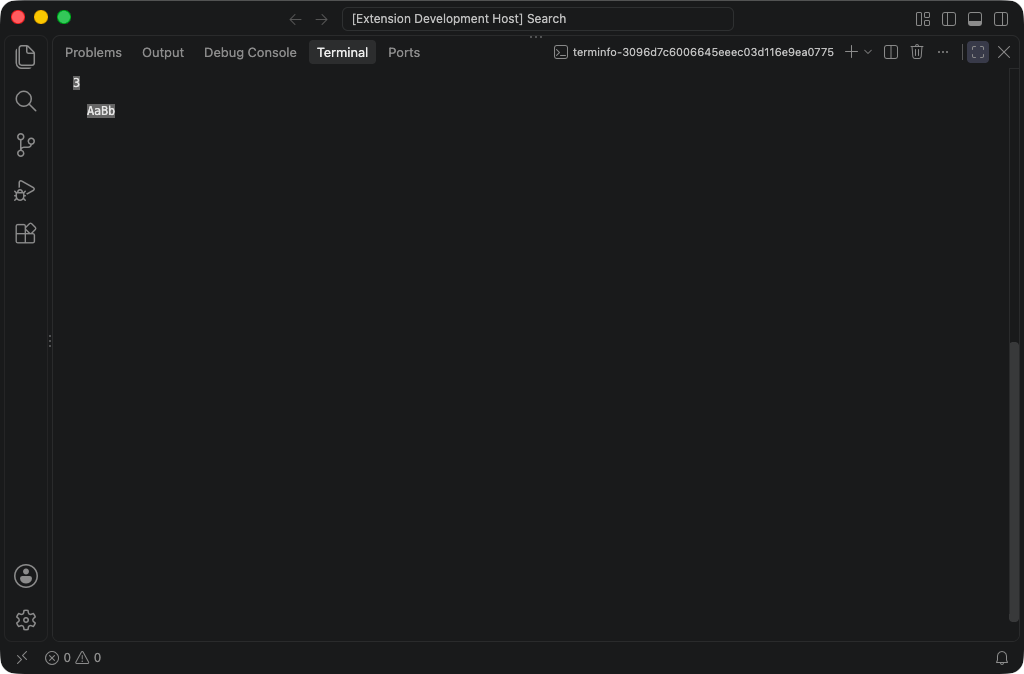 [Extension Development Host] Search
Problems Output Debug Console Terminal Ports terminfo-3096d7c6006645eeec03d116e9ea0775
3
AaBb
0 0